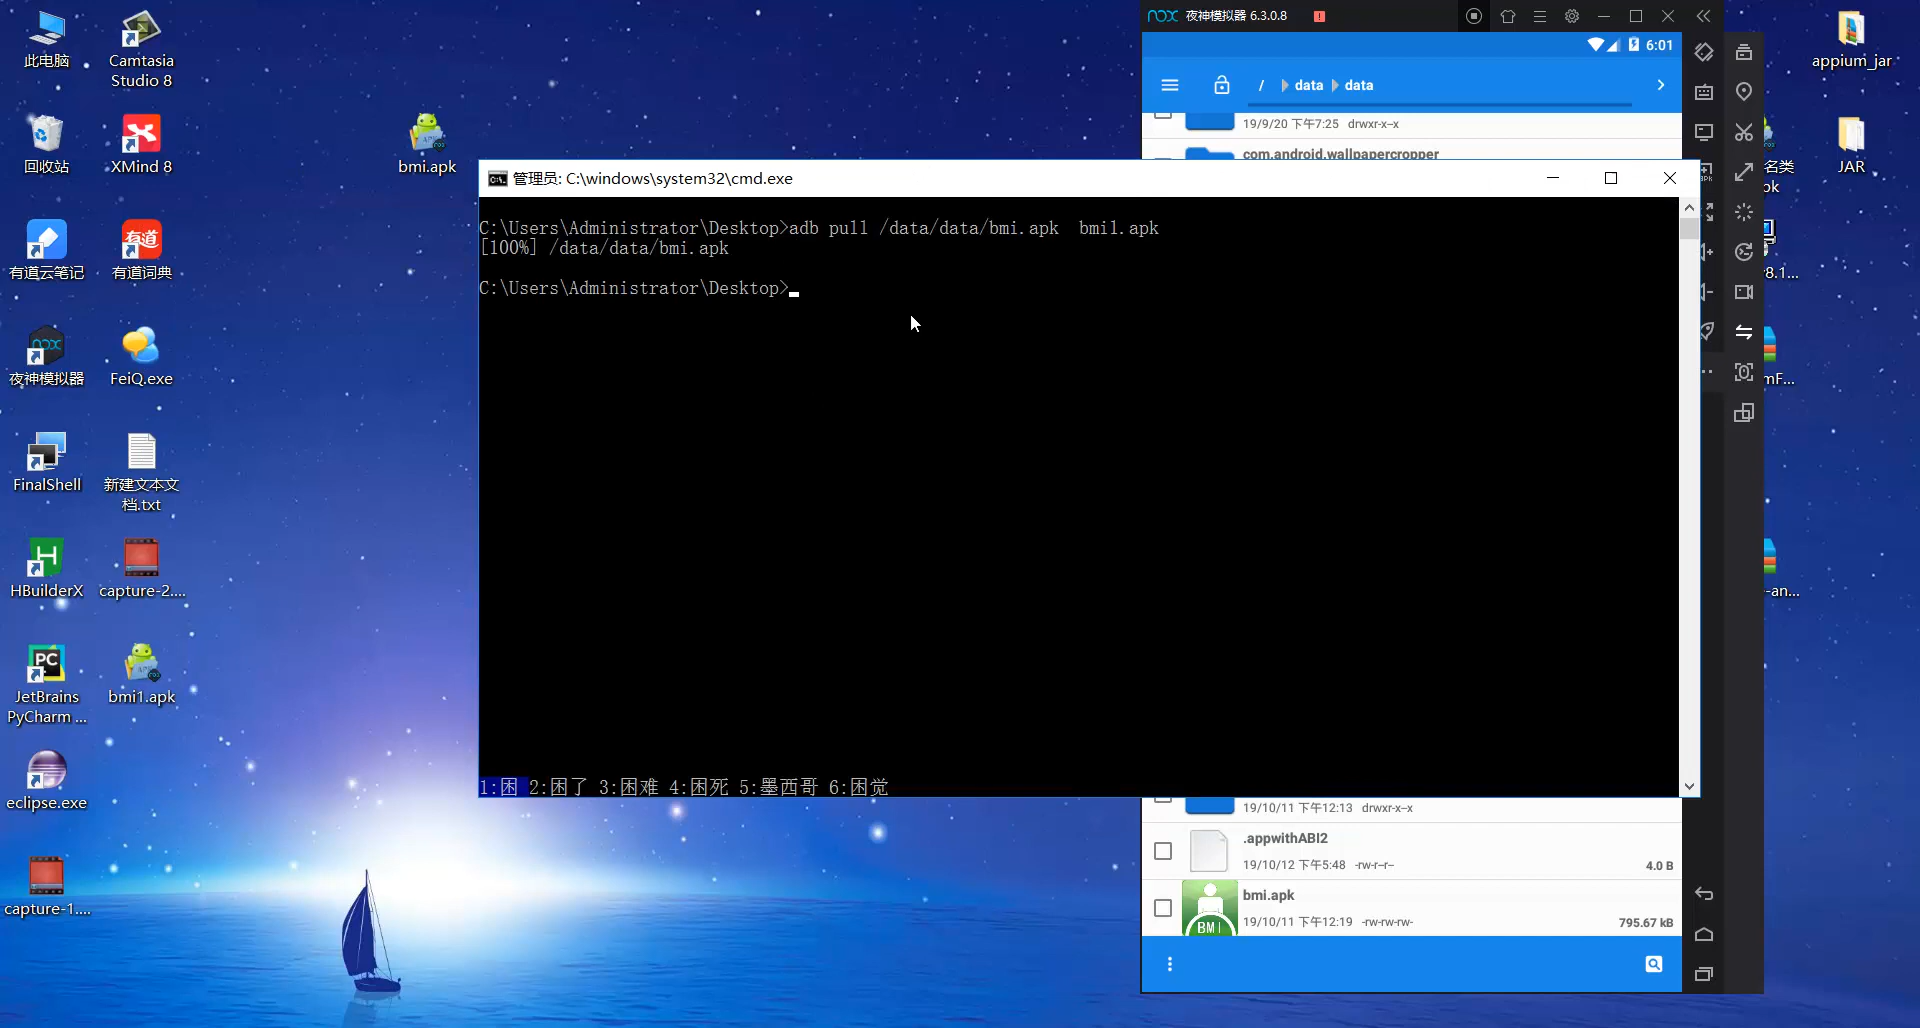 此电脑
Camtasia
Studio 8
回收站
XMind 8
bmi.apk
有道云笔记
有道词典
夜神模拟器
FeiQ.exe
FinalShell
新建文本文
档.txt
HBuilderX
capture-2....
JetBrains
PyCharm ...
bmi1.apk
eclipse.exe
capture-1....
管理员: C:\windows\system32\cmd.exe
C:\Users\Administrator\Desktop>adb pull /data/data/bmi.apk  bmi1.apk
[100%] /data/data/bmi.apk
C:\Users\Administrator\Desktop>
1:困 2:困了 3:困难 4:困死 5:墨西哥 6:困觉
nox 夜神模拟器 6.3.0.8
6:01
/ data data
19/9/20 下午7:25 drwxr-x--x
com.android.wallpapercropper
19/10/11 下午12:13 drwxr-x--x
.appwithABI2
19/10/12 下午5:48 -rw-r--r-- 4.0 B
bmi.apk
BMI
19/10/11 下午12:19 -rw-rw-rw- 795.67 kB
appium_jar
JAR
名类
pk
r8.1...
mF...
-an...